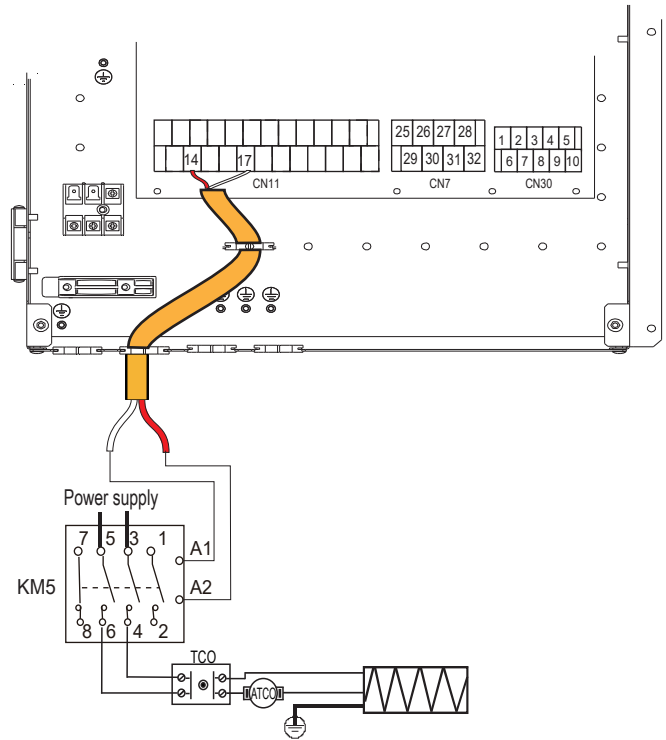 25 26 27 28
1 2 3 4 5
14 17
29 30 31 32
6 7 8 9 10
CN11
CN7
CN30
Power supply
7 5 3 1
A1
KM5
A2
8 6 4 2
TCO
ATCO